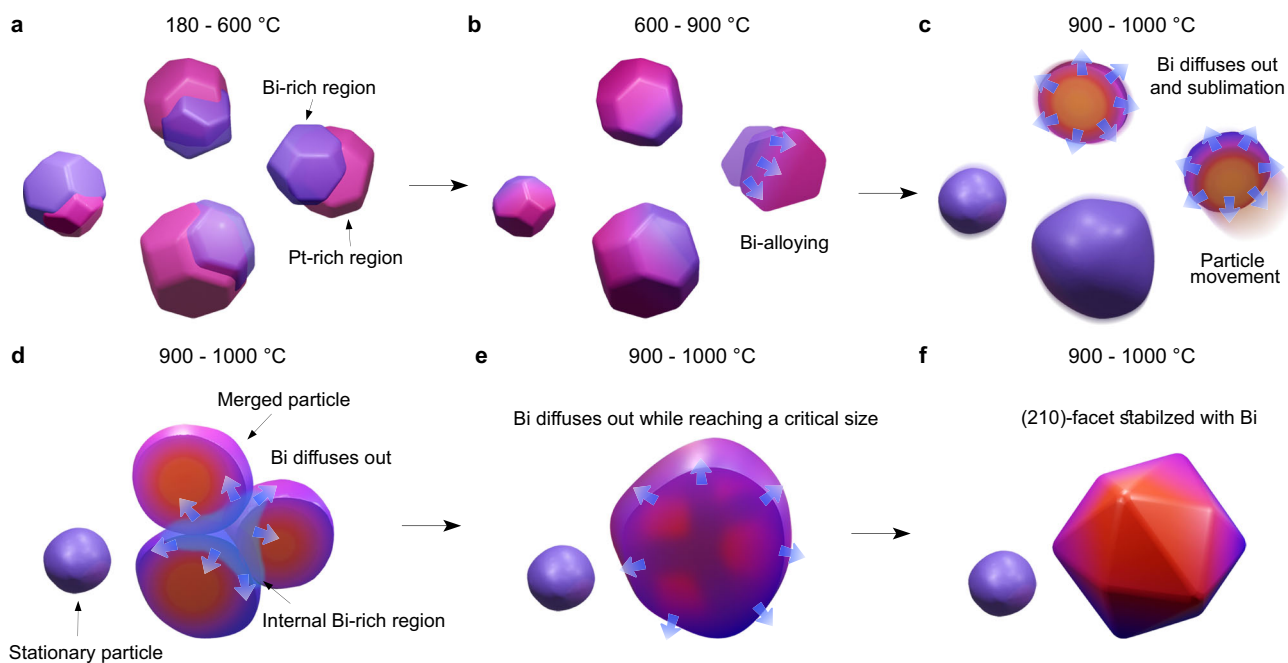 a
180 - 600 °C
Bi-rich region
Pt-rich region
b
600 - 900°C
Bi-alloying
c
900 - 1000 °C
Bi diffuses out
and sublimation
Particle
movement
d
900 - 1000 °C
Merged particle
Bi diffuses out
Internal Bi-rich region
Stationary particle
e
900 - 1000 °C
Bi diffuses out while reaching a critical size
f
900 - 1000 °C
(210)-facet stabilzed with Bi